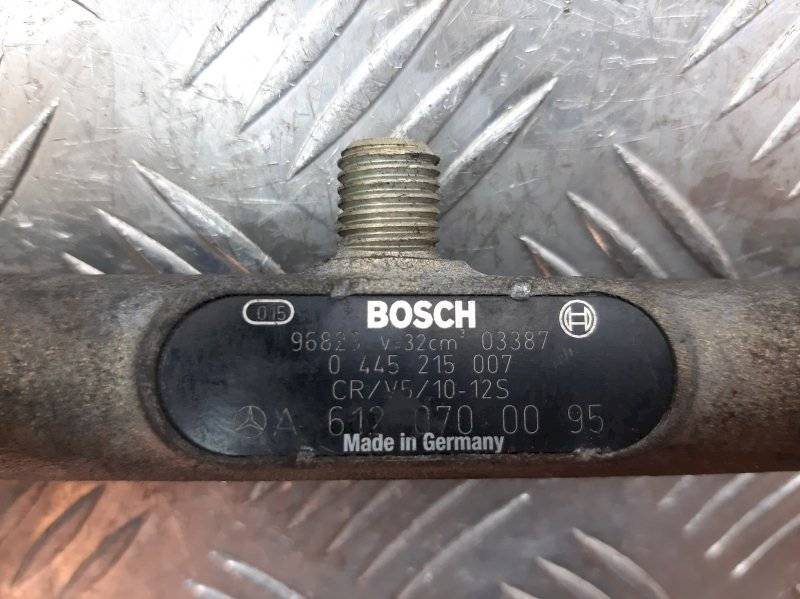 015
BOSCH
V=32cm³ 03387
0 445 215 007
CR/V5/10-12S
A 612 070 00 95
Made in Germany